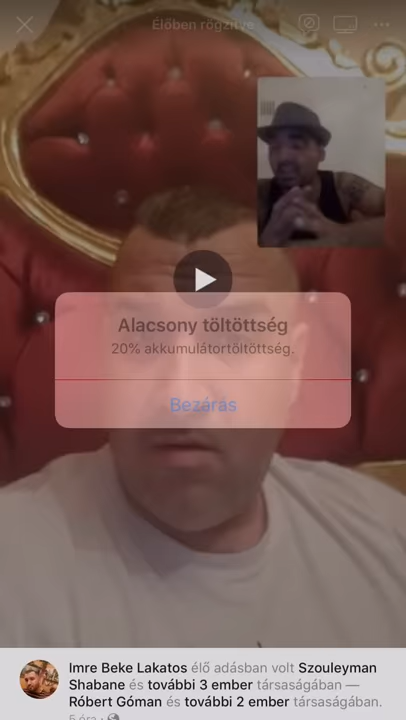 Élőben rögzítve
Alacsony töltöttség
20% akkumulátortöltöttség.
Bezárás
Imre Beke Lakatos élő adásban volt Szouleyman
Shabane és további 3 ember társaságában —
Róbert Góman és további 2 ember társaságában.
5 óra ·